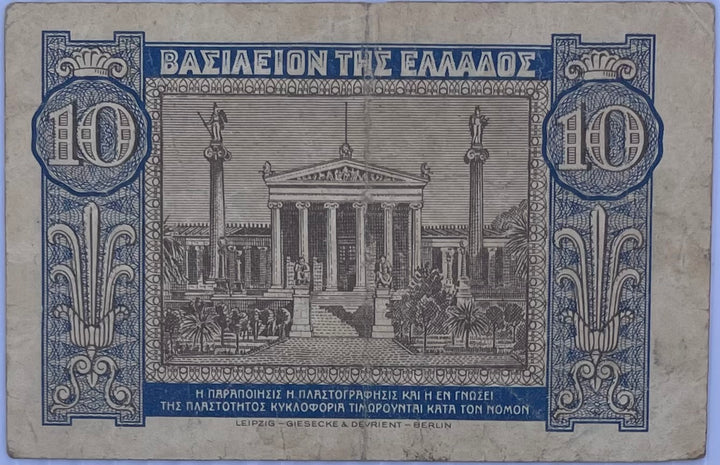 ΒΑΣΙΛΕΙΟΝ ΤΗΣ ΕΛΛΑΔΟΣ
10 10
Η ΠΑΡΑΠΟΙΗΣΙΣ Η ΠΛΑΣΤΟΓΡΑΦΗΣΙΣ ΚΑΙ Η ΕΝ ΓΝΩΣΕΙ
ΤΗΣ ΠΛΑΣΤΟΤΗΤΟΣ ΚΥΚΛΟΦΟΡΙΑ ΤΙΜΩΡΟΥΝΤΑΙ ΚΑΤΑ ΤΟΝ ΝΟΜΟΝ
LEIPZIG – GIESECKE & DEVRIENT – BERLIN